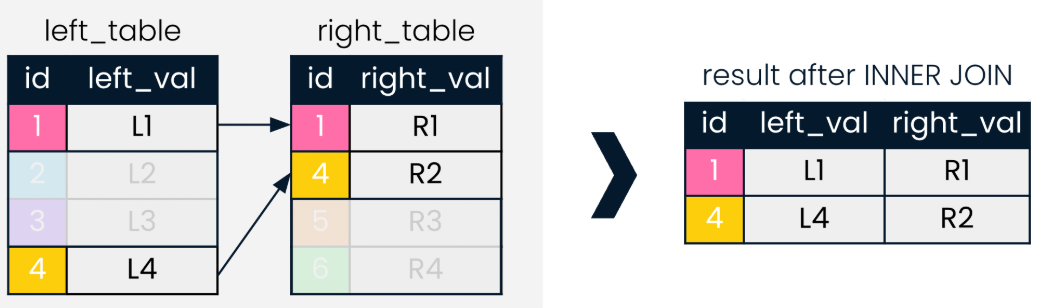 left_table
id left_val
1 L1
2 L2
3 L3
4 L4
right_table
id right_val
1 R1
4 R2
5 R3
6 R4
result after INNER JOIN
id left_val right_val
1 L1 R1
4 L4 R2